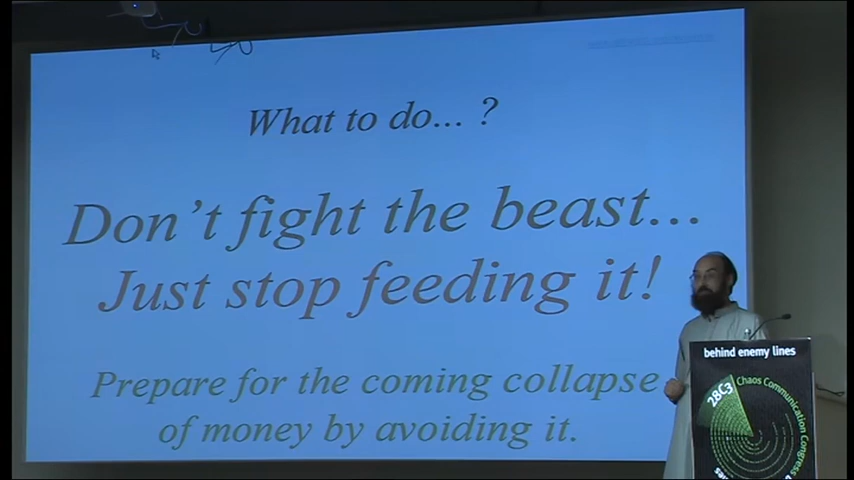 What to do... ?
Don't fight the beast...
Just stop feeding it!
Prepare for the coming collapse
of money by avoiding it.
behind enemy lines
28C3
Chaos Communication Congress